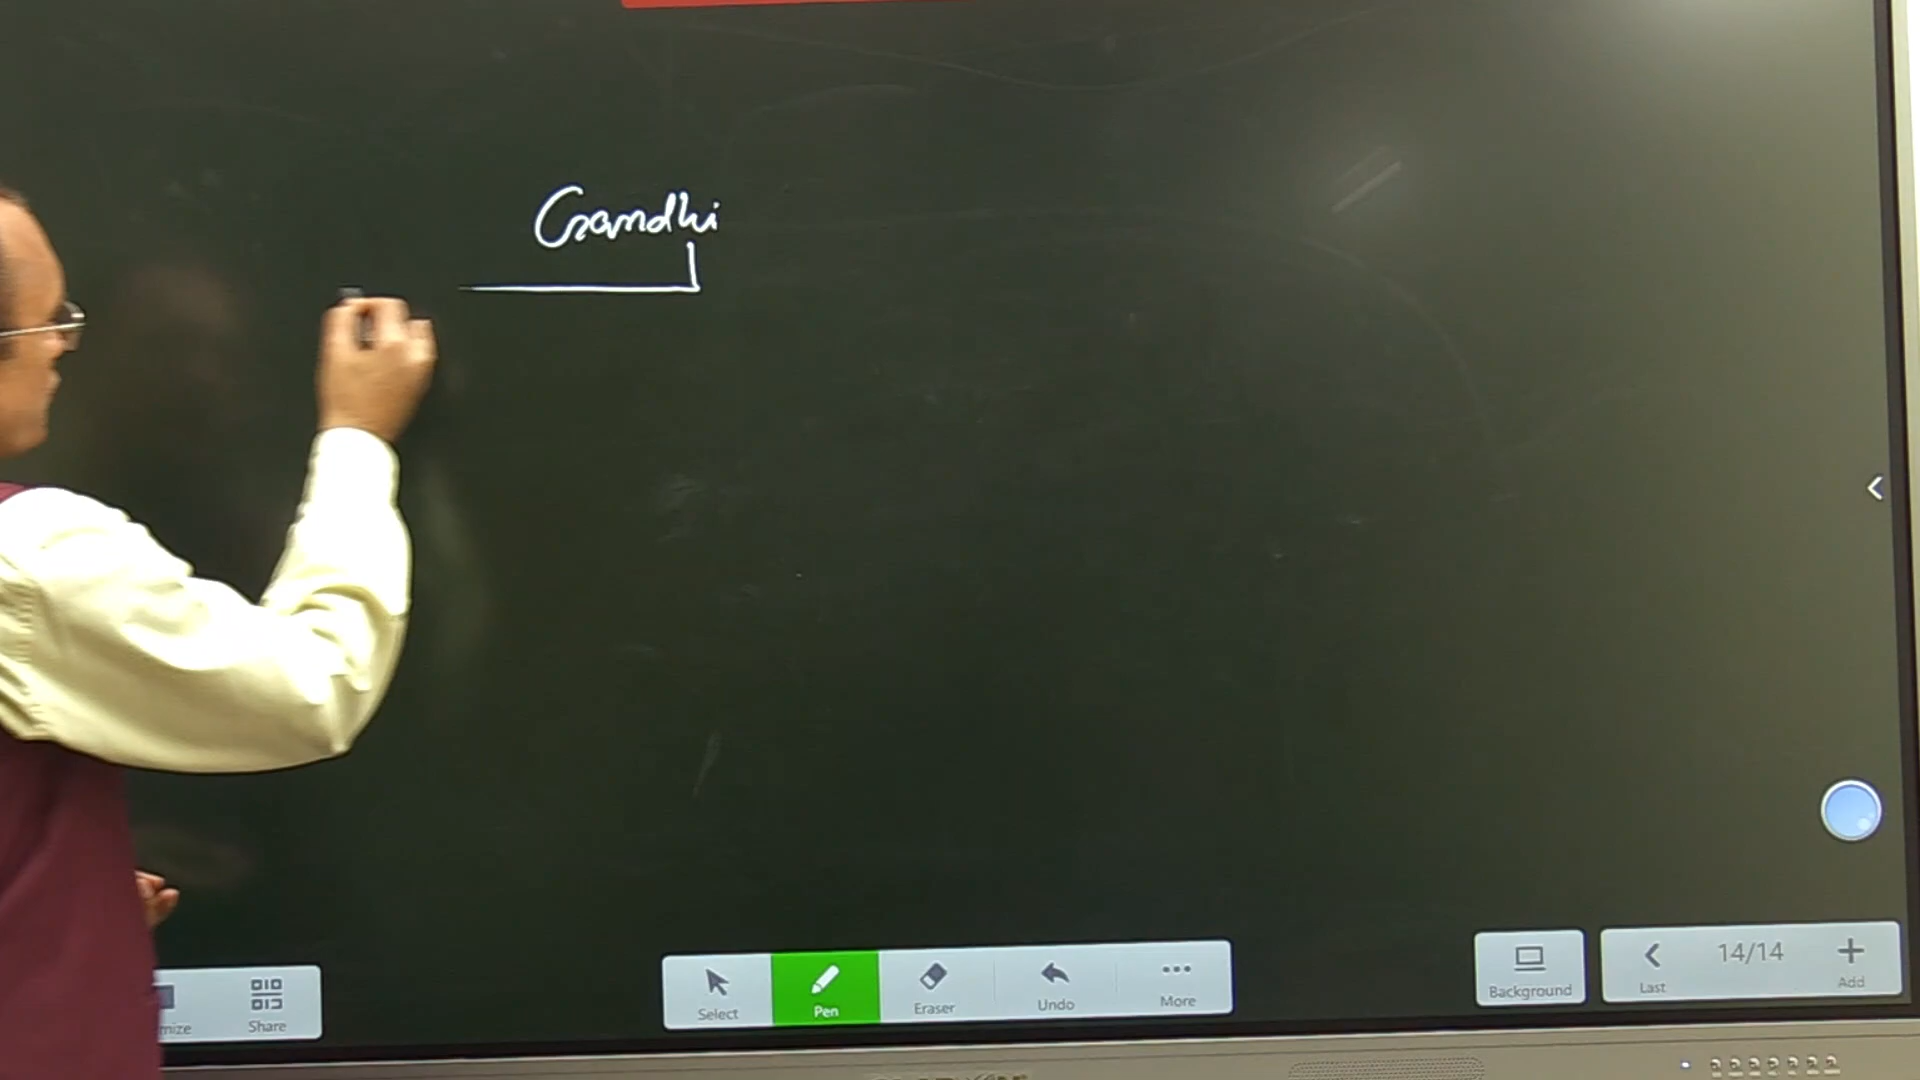 Gandhi
Select
Pen
Eraser
Undo
More
Share
Background
Last
14/14
Add